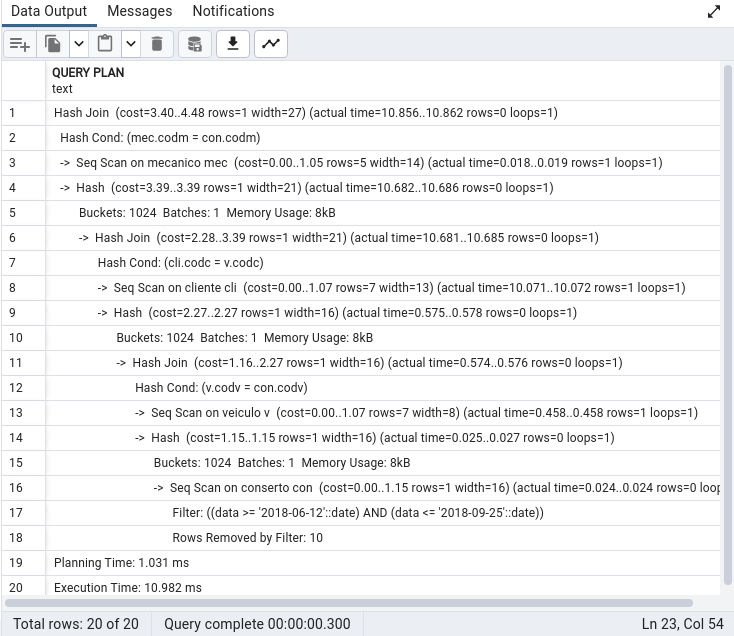 Data Output Messages Notifications
QUERY PLAN
text
1 Hash Join (cost=3.40..4.48 rows=1 width=27) (actual time=10.856..10.862 rows=0 loops=1)
2 Hash Cond: (mec.codm = con.codm)
3 -> Seq Scan on mecanico mec (cost=0.00..1.05 rows=5 width=14) (actual time=0.018..0.019 rows=1 loops=1)
4 -> Hash (cost=3.39..3.39 rows=1 width=21) (actual time=10.682..10.686 rows=0 loops=1)
5 Buckets: 1024 Batches: 1 Memory Usage: 8kB
6 -> Hash Join (cost=2.28..3.39 rows=1 width=21) (actual time=10.681..10.685 rows=0 loops=1)
7 Hash Cond: (cli.codc = v.codc)
8 -> Seq Scan on cliente cli (cost=0.00..1.07 rows=7 width=13) (actual time=10.071..10.072 rows=1 loops=1)
9 -> Hash (cost=2.27..2.27 rows=1 width=16) (actual time=0.575..0.578 rows=0 loops=1)
10 Buckets: 1024 Batches: 1 Memory Usage: 8kB
11 -> Hash Join (cost=1.16..2.27 rows=1 width=16) (actual time=0.574..0.576 rows=0 loops=1)
12 Hash Cond: (v.codv = con.codv)
13 -> Seq Scan on veiculo v (cost=0.00..1.07 rows=7 width=8) (actual time=0.458..0.458 rows=1 loops=1)
14 -> Hash (cost=1.15..1.15 rows=1 width=16) (actual time=0.025..0.027 rows=0 loops=1)
15 Buckets: 1024 Batches: 1 Memory Usage: 8kB
16 -> Seq Scan on conserto con (cost=0.00..1.15 rows=1 width=16) (actual time=0.024..0.024 rows=0 loop
17 Filter: ((data >= '2018-06-12'::date) AND (data <= '2018-09-25'::date))
18 Rows Removed by Filter: 10
19 Planning Time: 1.031 ms
20 Execution Time: 10.982 ms
Total rows: 20 of 20 Query complete 00:00:00.300 Ln 23, Col 54